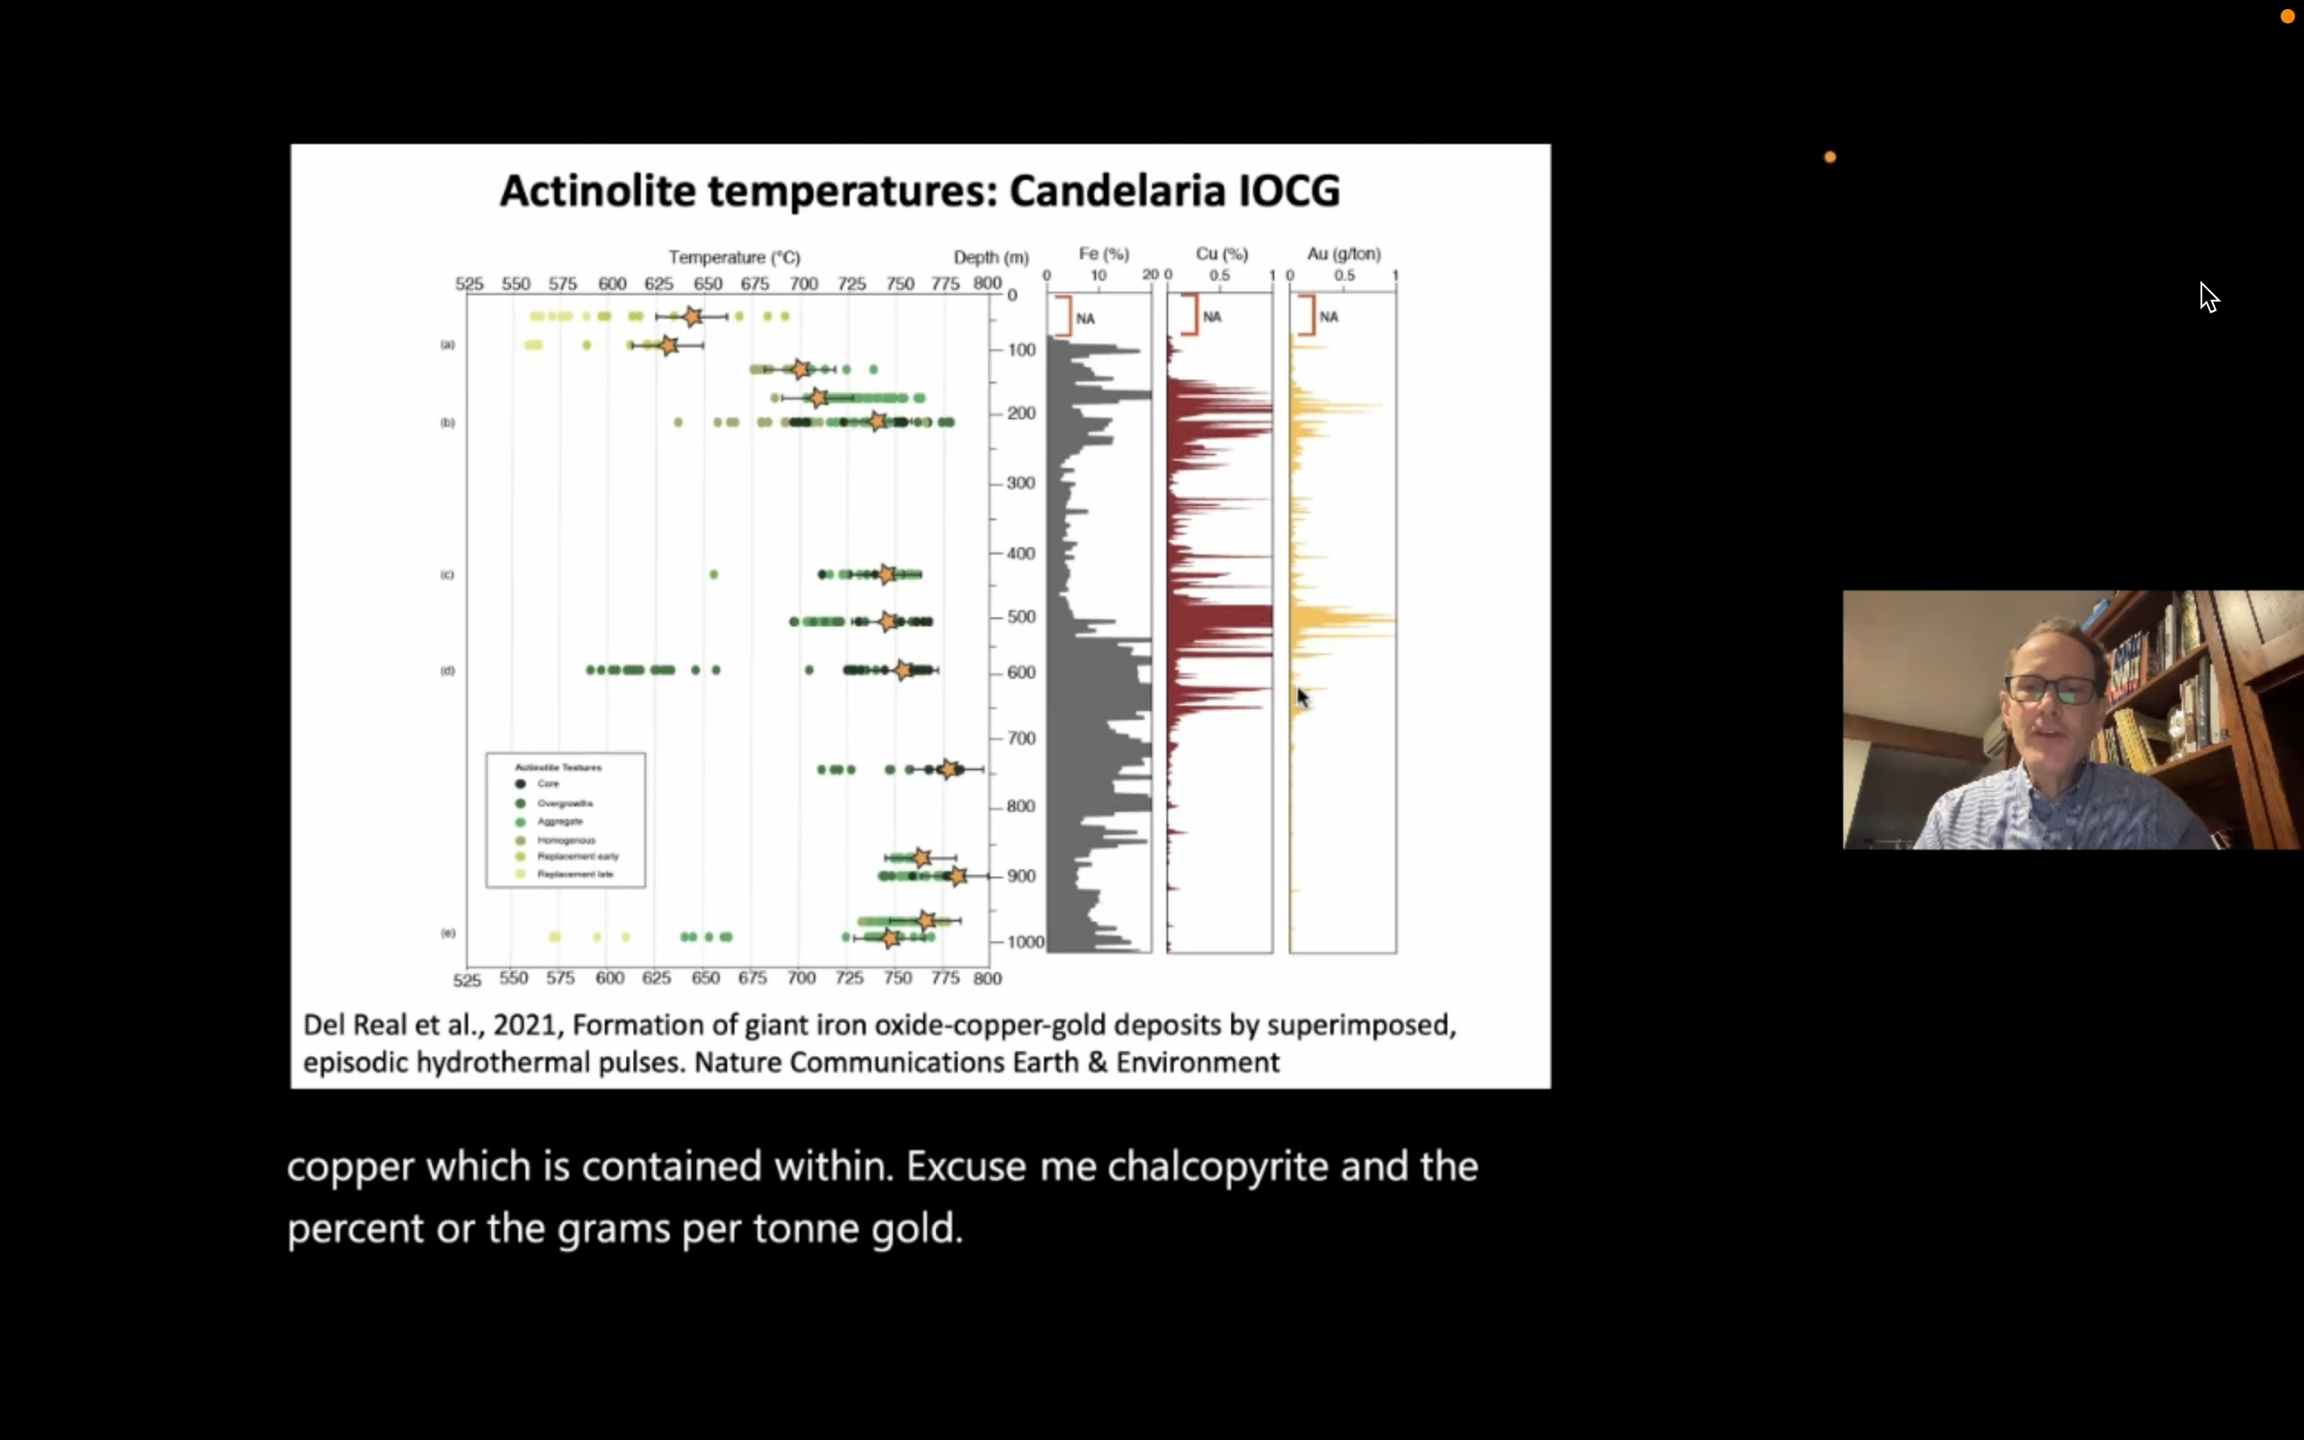 Actinolite temperatures: Candelaria IOCG
Temperature (°C)
Depth (m)
Fe (%)
Cu (%)
Au (g/ton)
525 550 575 600 625 650 675 700 725 750 775 800
0 10 20
0 0.5 1
0 0.5 1
0
NA
NA
NA
(a)
100
200
(b)
300
400
(c)
500
600
(d)
700
Actinolite Textures
Core
Overgrowths
Aggregate
Homogenous
Replacement early
Replacement late
800
900
(e)
1000
525 550 575 600 625 650 675 700 725 750 775 800
Del Real et al., 2021, Formation of giant iron oxide-copper-gold deposits by superimposed,
episodic hydrothermal pulses. Nature Communications Earth & Environment
copper which is contained within. Excuse me chalcopyrite and the
percent or the grams per tonne gold.